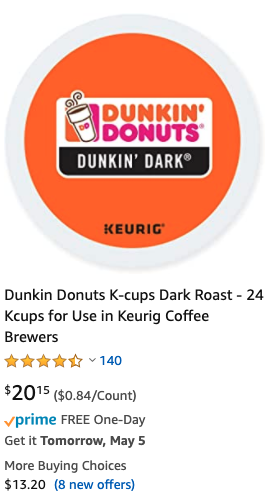 DUNKIN'
DONUTS
DUNKIN' DARK®
KEURIG®
Dunkin Donuts K-cups Dark Roast - 24
Kcups for Use in Keurig Coffee
Brewers
140
$20 15 ($0.84/Count)
prime FREE One-Day
Get it Tomorrow, May 5
More Buying Choices
$13.20 (8 new offers)